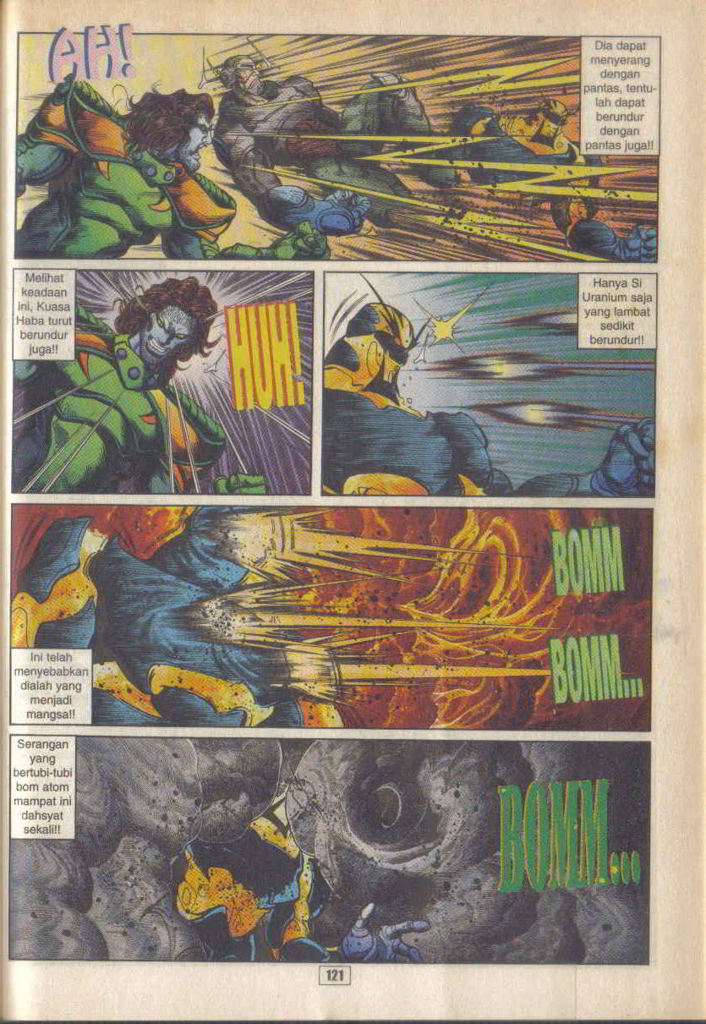 AH!
Dia dapat
menyerang
dengan
pantas, tentu-
lah dapat
berundur
dengan
pantas juga!!
Melihat
keadaan
ini, Kuasa
Haba turut
berundur
juga!!
HUH!
Hanya Si
Uranium saja
yang lambat
sedikit
berundur!!
BOMM
BOMM...
Ini telah
menyebabkan
dialah yang
menjadi
mangsa!!
Serangan
yang
bertubi-tubi
bom atom
mampat ini
dahsyat
sekali!!
BOMM...
121